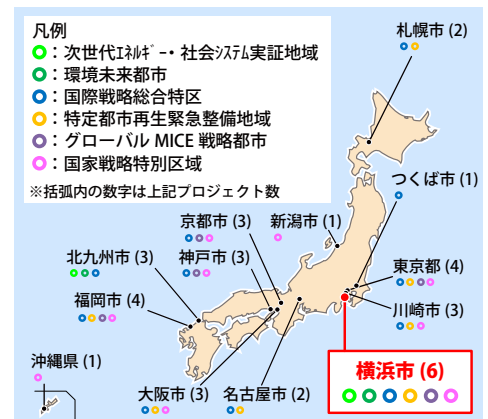 凡例
：次世代ｴﾈﾙｷﾞｰ・社会ｼｽﾃﾑ実証地域
：環境未来都市
：国際戦略総合特区
：特定都市再生緊急整備地域
：グローバル MICE 戦略都市
：国家戦略特別区域
※括弧内の数字は上記プロジェクト数
札幌市 (2)
つくば市 (1)
京都市 (3)
新潟市 (1)
北九州市 (3)
神戸市 (3)
東京都 (4)
福岡市 (4)
川崎市 (3)
沖縄県 (1)
横浜市 (6)
大阪市 (3)
名古屋市 (2)